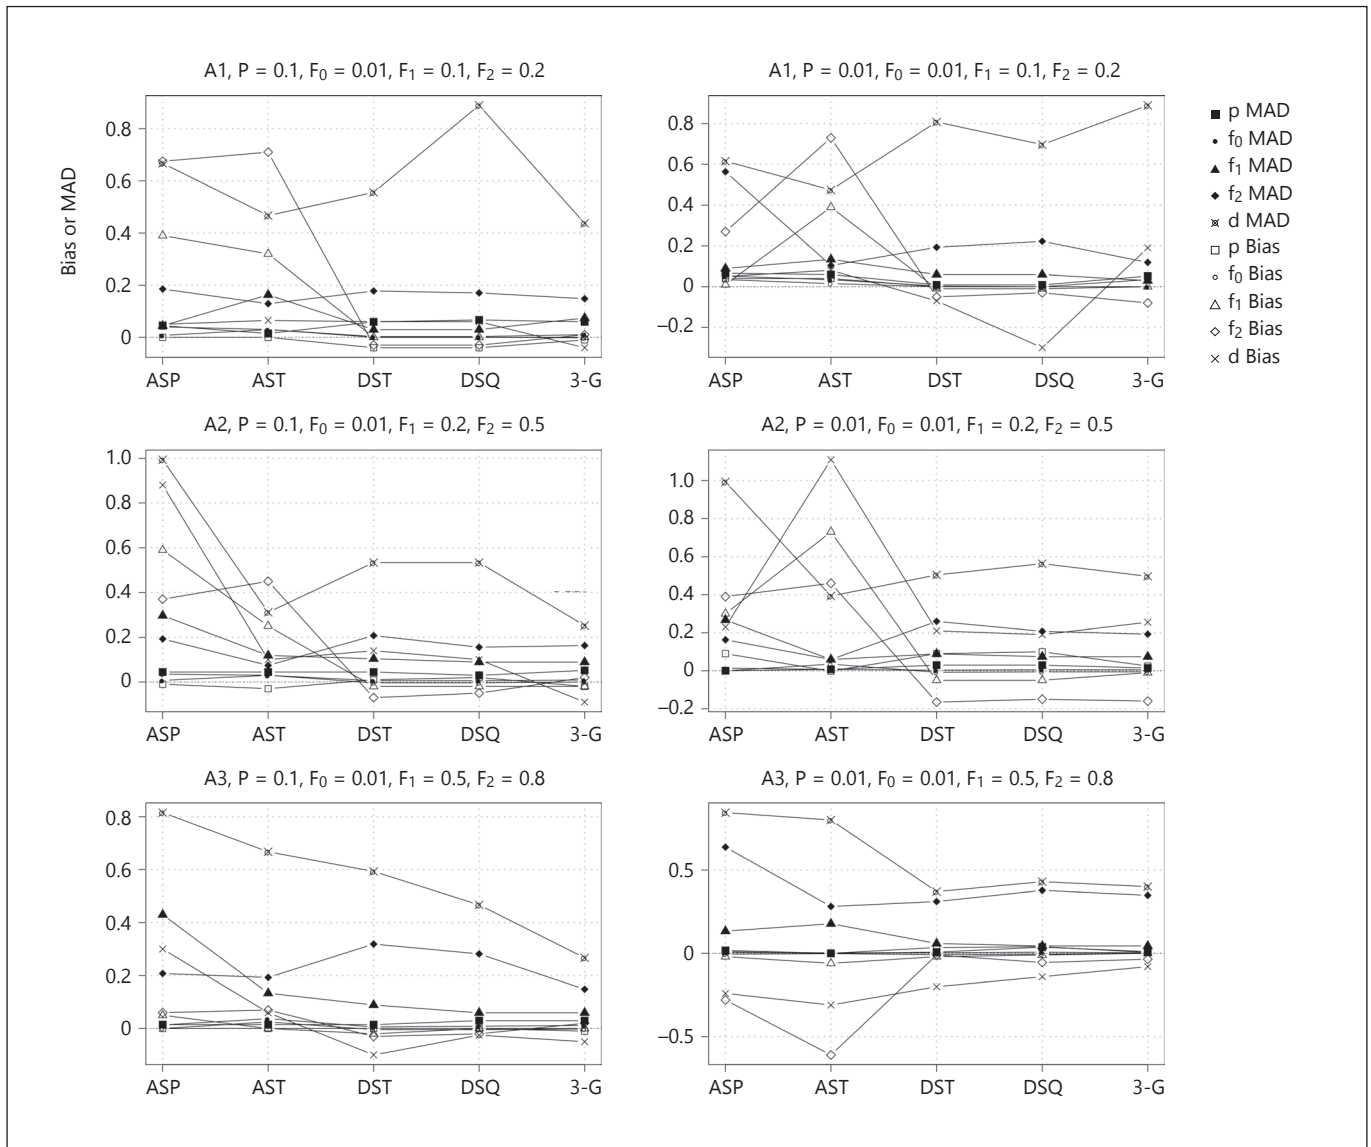 A1, P = 0.1, F₀ = 0.01, F₁ = 0.1, F₂ = 0.2
Bias or MAD
0.8
0.6
0.4
0.2
0
ASP AST DST DSQ 3-G
A1, P = 0.01, F₀ = 0.01, F₁ = 0.1, F₂ = 0.2
0.8
0.6
0.4
0.2
0
–0.2
ASP AST DST DSQ 3-G
p MAD
f₀ MAD
f₁ MAD
f₂ MAD
d MAD
p Bias
f₀ Bias
f₁ Bias
f₂ Bias
d Bias
A2, P = 0.1, F₀ = 0.01, F₁ = 0.2, F₂ = 0.5
1.0
0.8
0.6
0.4
0.2
0
ASP AST DST DSQ 3-G
A2, P = 0.01, F₀ = 0.01, F₁ = 0.2, F₂ = 0.5
1.0
0.8
0.6
0.4
0.2
0
–0.2
ASP AST DST DSQ 3-G
A3, P = 0.1, F₀ = 0.01, F₁ = 0.5, F₂ = 0.8
0.8
0.6
0.4
0.2
0
ASP AST DST DSQ 3-G
A3, P = 0.01, F₀ = 0.01, F₁ = 0.5, F₂ = 0.8
0.5
0
–0.5
ASP AST DST DSQ 3-G